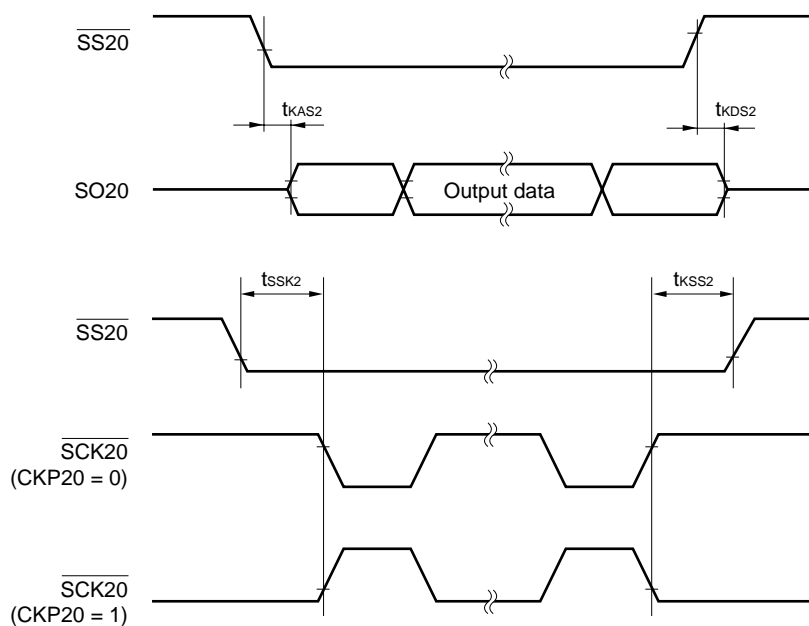 SS20
tKAS2
tKDS2
SO20
Output data
tSSK2
tKSS2
SS20
SCK20
(CKP20 = 0)
SCK20
(CKP20 = 1)